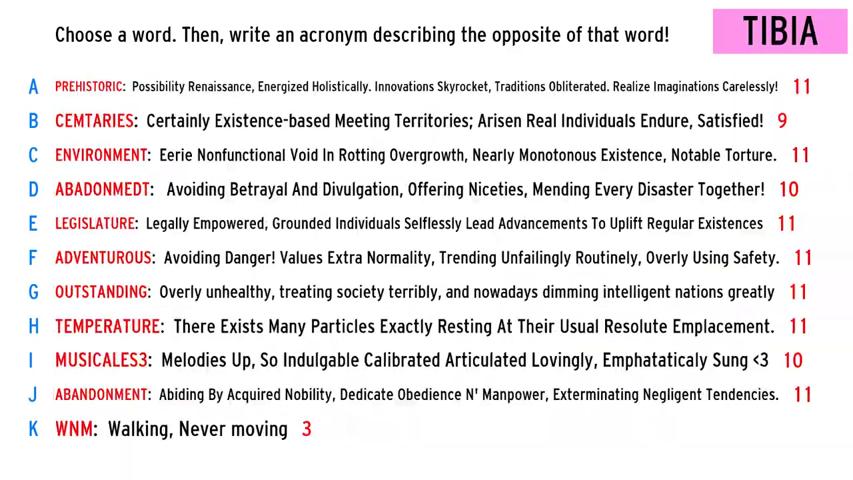 Choose a word. Then, write an acronym describing the opposite of that word!
TIBIA
A PREHISTORIC: Possibility Renaissance, Energized Holistically. Innovations Skyrocket, Traditions Obliterated. Realize Imaginations Carelessly! 11
B CEMTARIES: Certainly Existence-based Meeting Territories; Arisen Real Individuals Endure, Satisfied! 9
C ENVIRONMENT: Eerie Nonfunctional Void In Rotting Overgrowth, Nearly Monotonous Existence, Notable Torture. 11
D ABADONMEDT: Avoiding Betrayal And Divulgation, Offering Niceties, Mending Every Disaster Together! 10
E LEGISLATURE: Legally Empowered, Grounded Individuals Selflessly Lead Advancements To Uplift Regular Existences 11
F ADVENTUROUS: Avoiding Danger! Values Extra Normality, Trending Unfailingly Routinely, Overly Using Safety. 11
G OUTSTANDING: Overly unhealthy, treating society terribly, and nowadays dimming intelligent nations greatly 11
H TEMPERATURE: There Exists Many Particles Exactly Resting At Their Usual Resolute Emplacement. 11
I MUSICALES3: Melodies Up, So Indulgable Calibrated Articulated Lovingly, Emphataticaly Sung <3 10
J ABANDONMENT: Abiding By Acquired Nobility, Dedicate Obedience N' Manpower, Exterminating Negligent Tendencies. 11
K WNM: Walking, Never moving 3